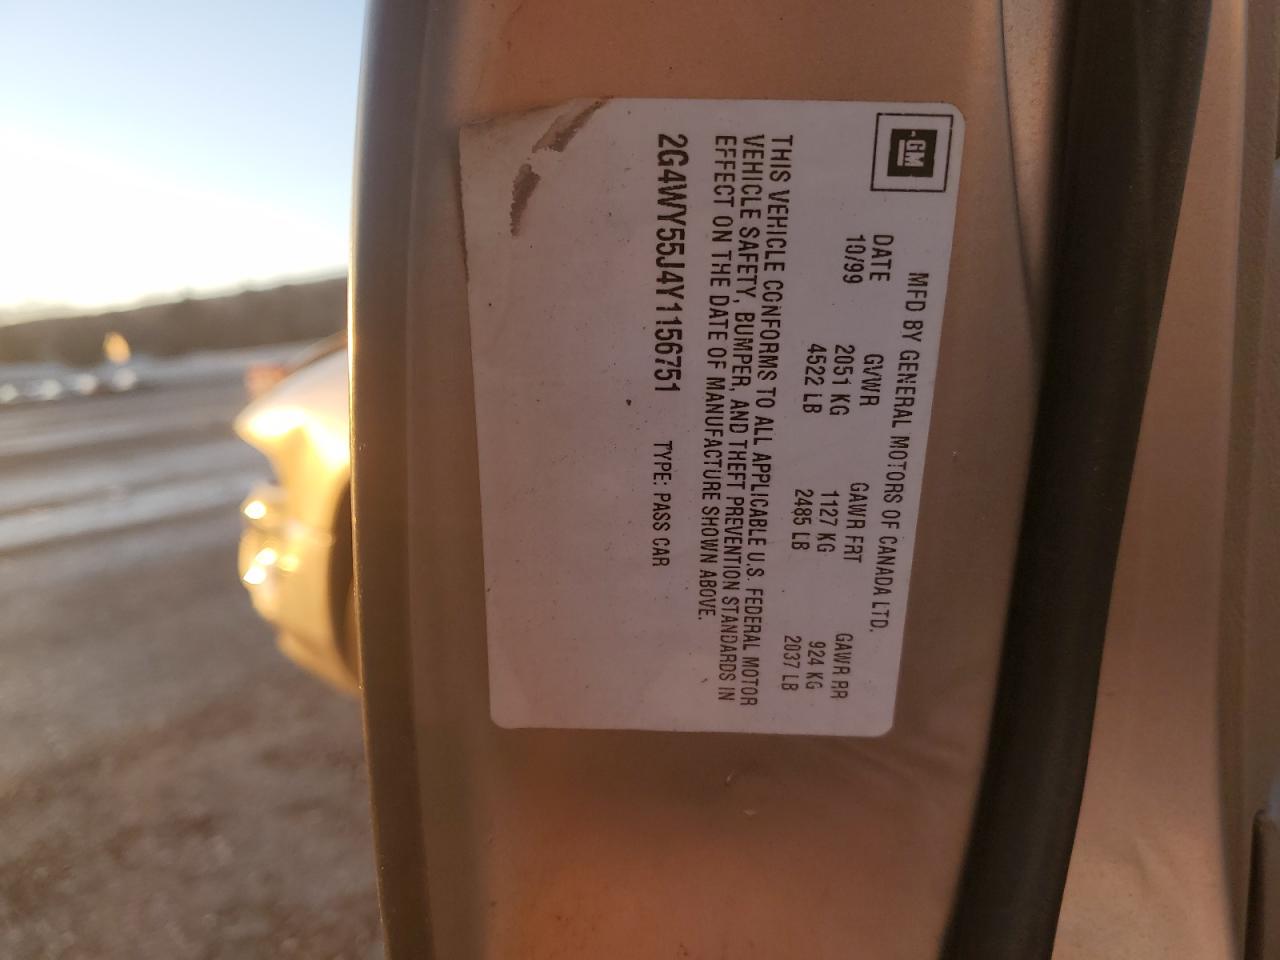 GM
MFD BY GENERAL MOTORS OF CANADA LTD.
DATE GVWR GAWR FRT GAWR RR
10/99 2051 KG 1127 KG 924 KG
4522 LB 2485 LB 2037 LB
THIS VEHICLE CONFORMS TO ALL APPLICABLE U.S. FEDERAL MOTOR
VEHICLE SAFETY, BUMPER, AND THEFT PREVENTION STANDARDS IN
EFFECT ON THE DATE OF MANUFACTURE SHOWN ABOVE.
2G4WY55J4Y1156751 TYPE: PASS CAR